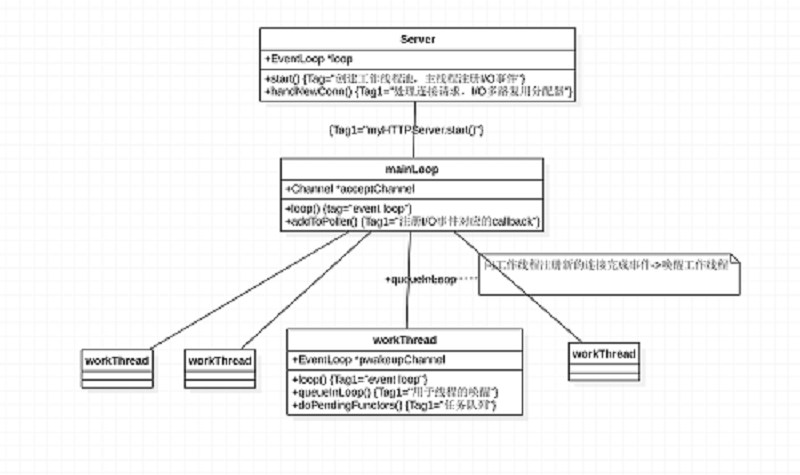 Server
+EventLoop *loop
+start() {Tag="创建工作线程池，主线程注册I/O事件"}
+handNewConn() {Tag1="处理连接请求，I/O多路复用分配器"}
{Tag1="myHTTPServer.start()"}
mainLoop
+Channel *acceptChannel
+loop() {tag="event loop"}
+addToPoller() {Tag1="注册I/O事件对应的callback"}
向工作线程注册新的连接完成事件->唤醒工作线程
+queueInLoop
workThread
workThread
workThread
+EventLoop *pwakeupChannel
+loop() {Tag1="event loop"}
+queueInLoop() {Tag1="用于线程的唤醒"}
+doPendingFunctors() {Tag1="任务队列"}
workThread